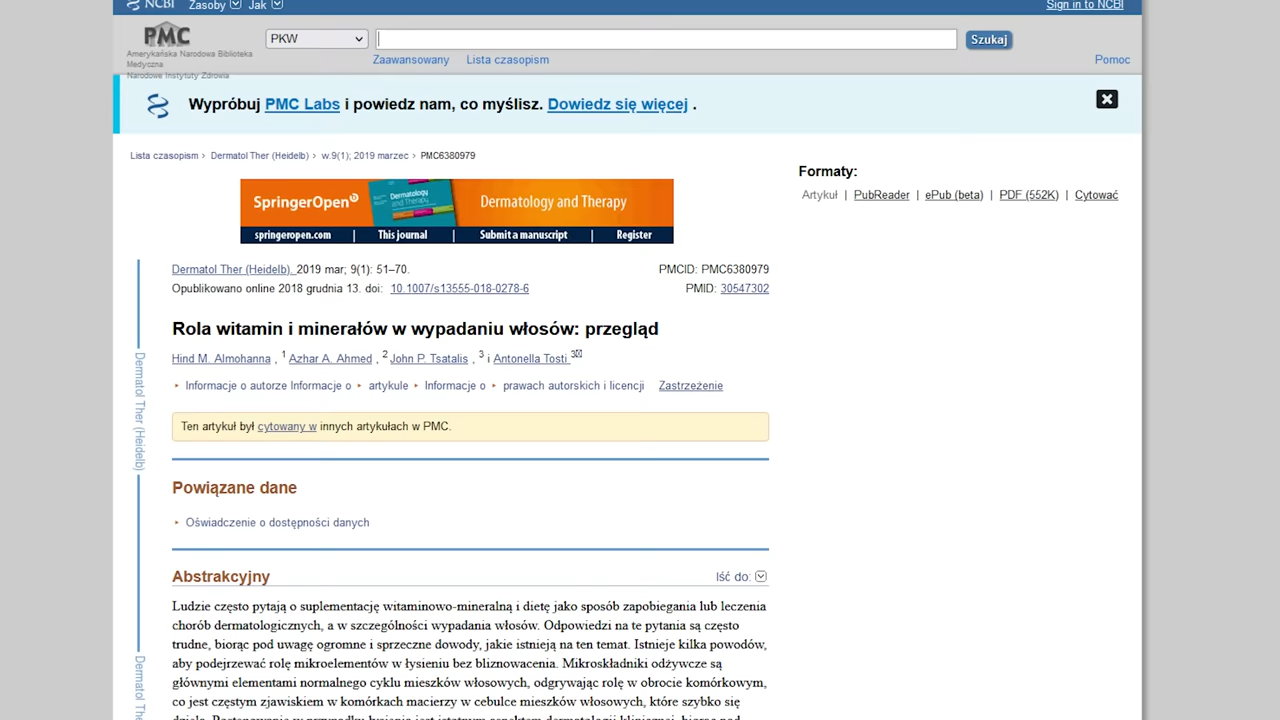 NCBI Zasoby Jak Sign in to NCBI
PMC
Amerykańska Narodowa Biblioteka
Medyczna
Narodowe Instytuty Zdrowia
PKW Szukaj
Zaawansowany Lista czasopism Pomoc
Wypróbuj PMC Labs i powiedz nam, co myślisz. Dowiedz się więcej .
Lista czasopism › Dermatol Ther (Heidelb) › w.9(1); 2019 marzec › PMC6380979
Formaty:
Artykuł | PubReader | ePub (beta) | PDF (552K) | Cytować
SpringerOpen Dermatology and Therapy Dermatology and Therapy
springeropen.com | This journal | Submit a manuscript | Register
Dermatol Ther (Heidelb). 2019 mar; 9(1): 51–70. PMCID: PMC6380979
Opublikowano online 2018 grudnia 13. doi: 10.1007/s13555-018-0278-6 PMID: 30547302
Rola witamin i minerałów w wypadaniu włosów: przegląd
Hind M. Almohanna , 1 Azhar A. Ahmed , 2 John P. Tsatalis , 3 i Antonella Tosti 3
Informacje o autorze Informacje o ▸ artykule ▸ Informacje o ▸ prawach autorskich i licencji Zastrzeżenie
Ten artykuł był cytowany w innych artykułach w PMC.
Powiązane dane
Oświadczenie o dostępności danych
Abstrakcyjny Iść do:
Ludzie często pytają o suplementację witaminowo-mineralną i dietę jako sposób zapobiegania lub leczenia
chorób dermatologicznych, a w szczególności wypadania włosów. Odpowiedzi na te pytania są często
trudne, biorąc pod uwagę ogromne i sprzeczne dowody, jakie istnieją na ten temat. Istnieje kilka powodów,
aby podejrzewać rolę mikroelementów w łysieniu bez bliznowacenia. Mikroskładniki odżywcze są
głównymi elementami normalnego cyklu mieszków włosowych, odgrywając rolę w obrocie komórkowym,
co jest częstym zjawiskiem w komórkach macierzy w cebulce mieszków włosowych, które szybko się
Dermatol Ther (Heidelb)